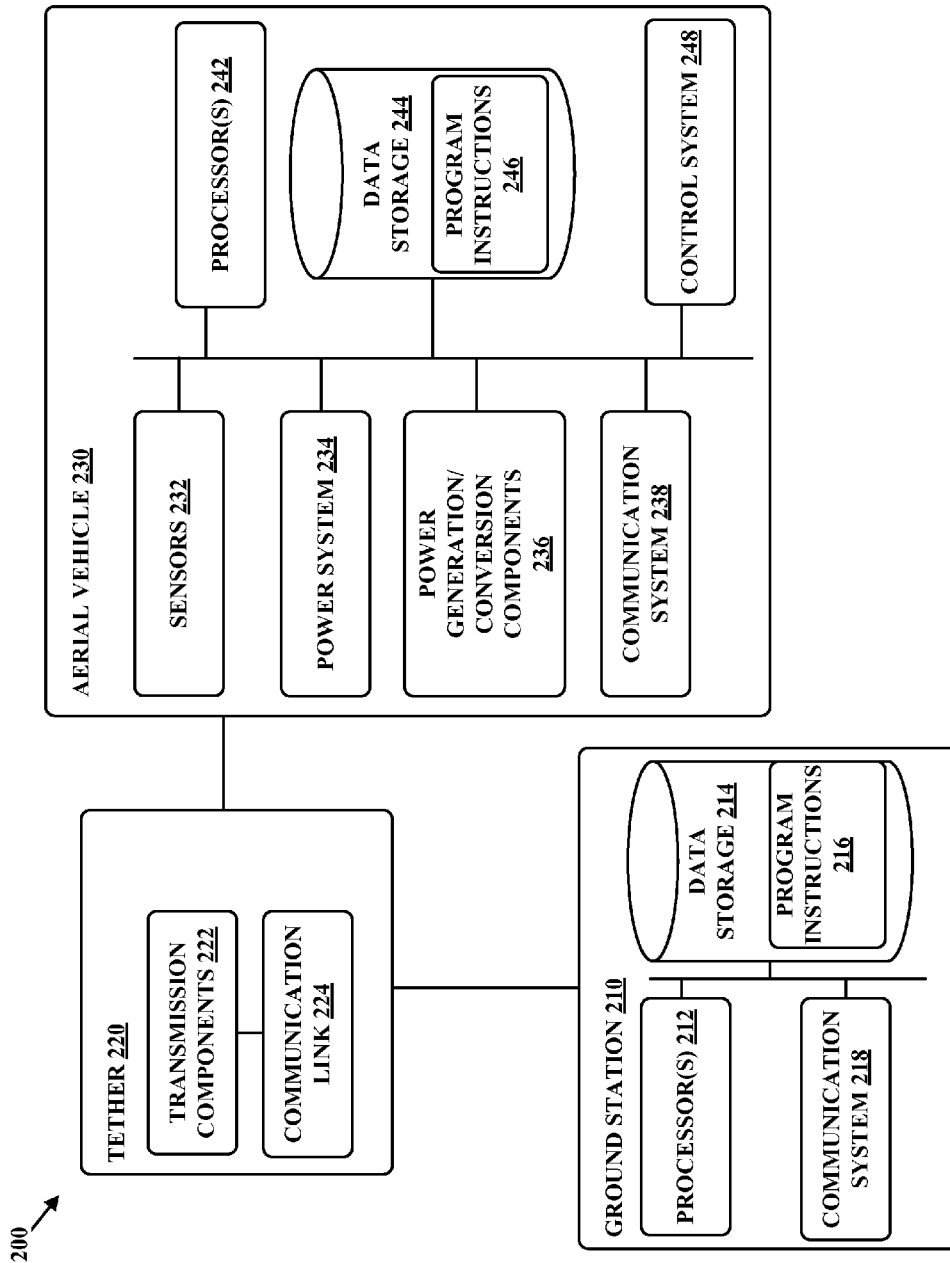 200
TETHER 220
TRANSMISSION
COMPONENTS 222
COMMUNICATION
LINK 224
GROUND STATION 210
PROCESSOR(S) 212
COMMUNICATION
SYSTEM 218
DATA
STORAGE 214
PROGRAM
INSTRUCTIONS
216
AERIAL VEHICLE 230
SENSORS 232
POWER SYSTEM 234
POWER
GENERATION/
CONVERSION
COMPONENTS
236
COMMUNICATION
SYSTEM 238
PROCESSOR(S) 242
DATA
STORAGE 244
PROGRAM
INSTRUCTIONS
246
CONTROL SYSTEM 248